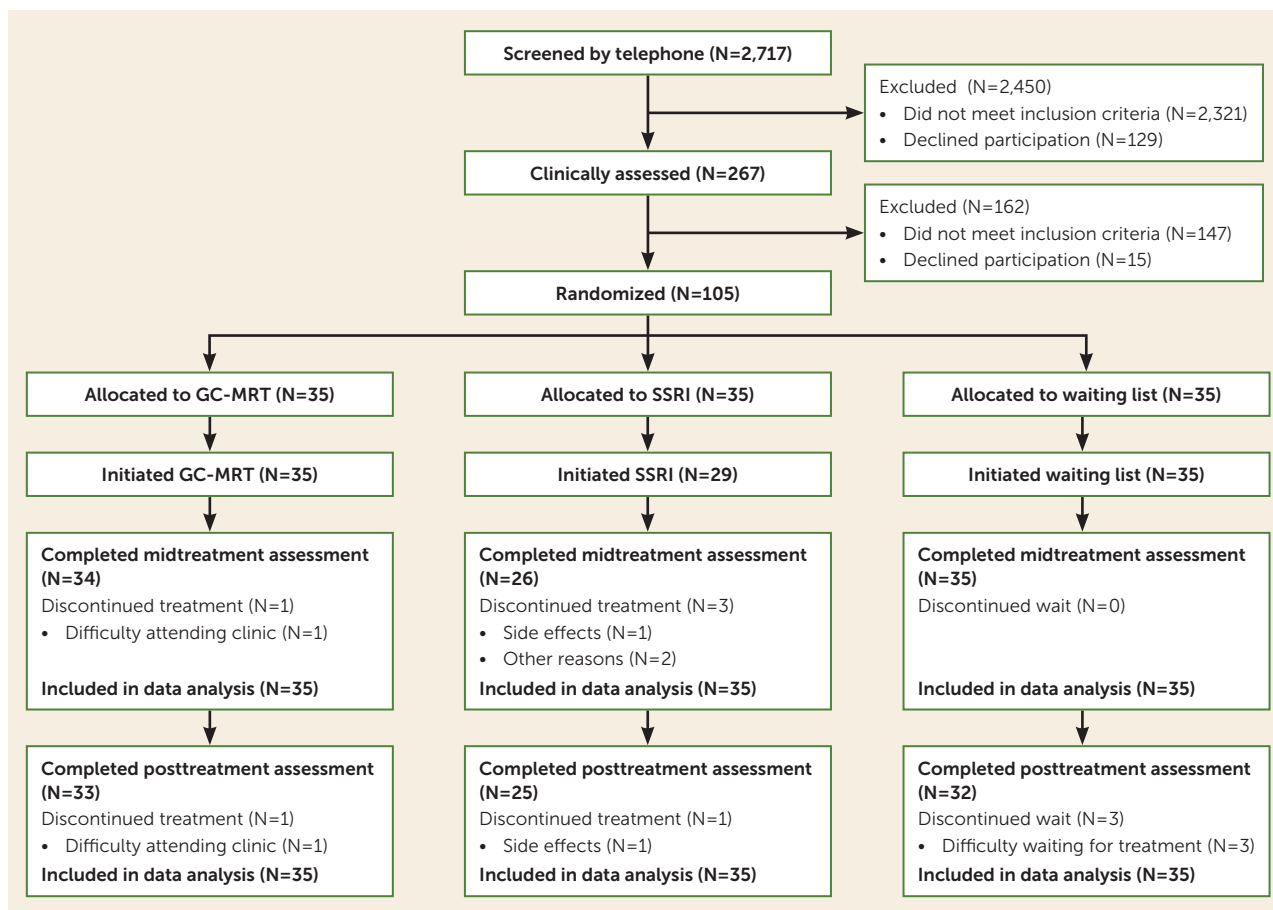 Screened by telephone (N=2,717)
Excluded (N=2,450)
• Did not meet inclusion criteria (N=2,321)
• Declined participation (N=129)
Clinically assessed (N=267)
Excluded (N=162)
• Did not meet inclusion criteria (N=147)
• Declined participation (N=15)
Randomized (N=105)
Allocated to GC-MRT (N=35)
Allocated to SSRI (N=35)
Allocated to waiting list (N=35)
Initiated GC-MRT (N=35)
Initiated SSRI (N=29)
Initiated waiting list (N=35)
Completed midtreatment assessment
(N=34)
Discontinued treatment (N=1)
• Difficulty attending clinic (N=1)
Included in data analysis (N=35)
Completed midtreatment assessment
(N=26)
Discontinued treatment (N=3)
• Side effects (N=1)
• Other reasons (N=2)
Included in data analysis (N=35)
Completed midtreatment assessment
(N=35)
Discontinued wait (N=0)
Included in data analysis (N=35)
Completed posttreatment assessment
(N=33)
Discontinued treatment (N=1)
• Difficulty attending clinic (N=1)
Included in data analysis (N=35)
Completed posttreatment assessment
(N=25)
Discontinued treatment (N=1)
• Side effects (N=1)
Included in data analysis (N=35)
Completed posttreatment assessment
(N=32)
Discontinued wait (N=3)
• Difficulty waiting for treatment (N=3)
Included in data analysis (N=35)